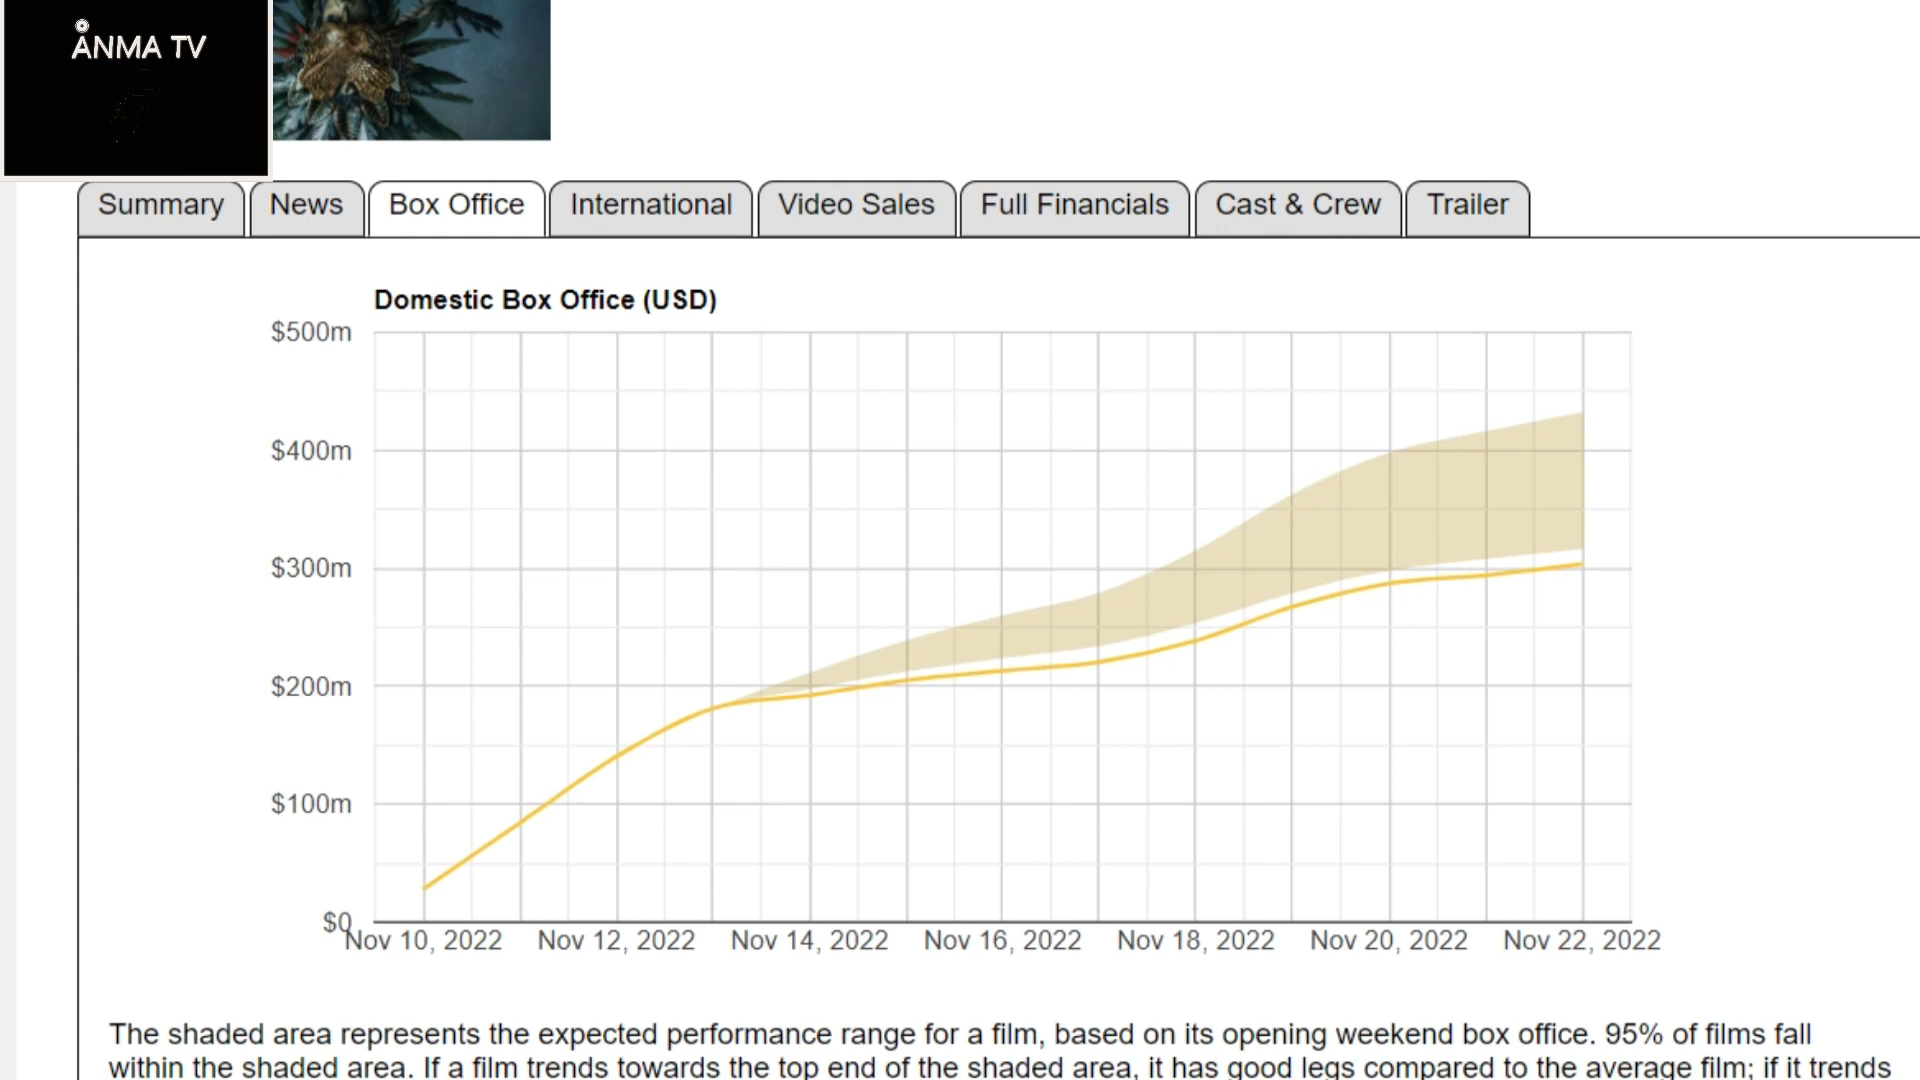 ÅNMA TV
Summary
News
Box Office
International
Video Sales
Full Financials
Cast & Crew
Trailer
Domestic Box Office (USD)
$500m
$400m
$300m
$200m
$100m
$0
Nov 10, 2022
Nov 12, 2022
Nov 14, 2022
Nov 16, 2022
Nov 18, 2022
Nov 20, 2022
Nov 22, 2022
The shaded area represents the expected performance range for a film, based on its opening weekend box office. 95% of films fall
within the shaded area. If a film trends towards the top end of the shaded area, it has good legs compared to the average film; if it trends